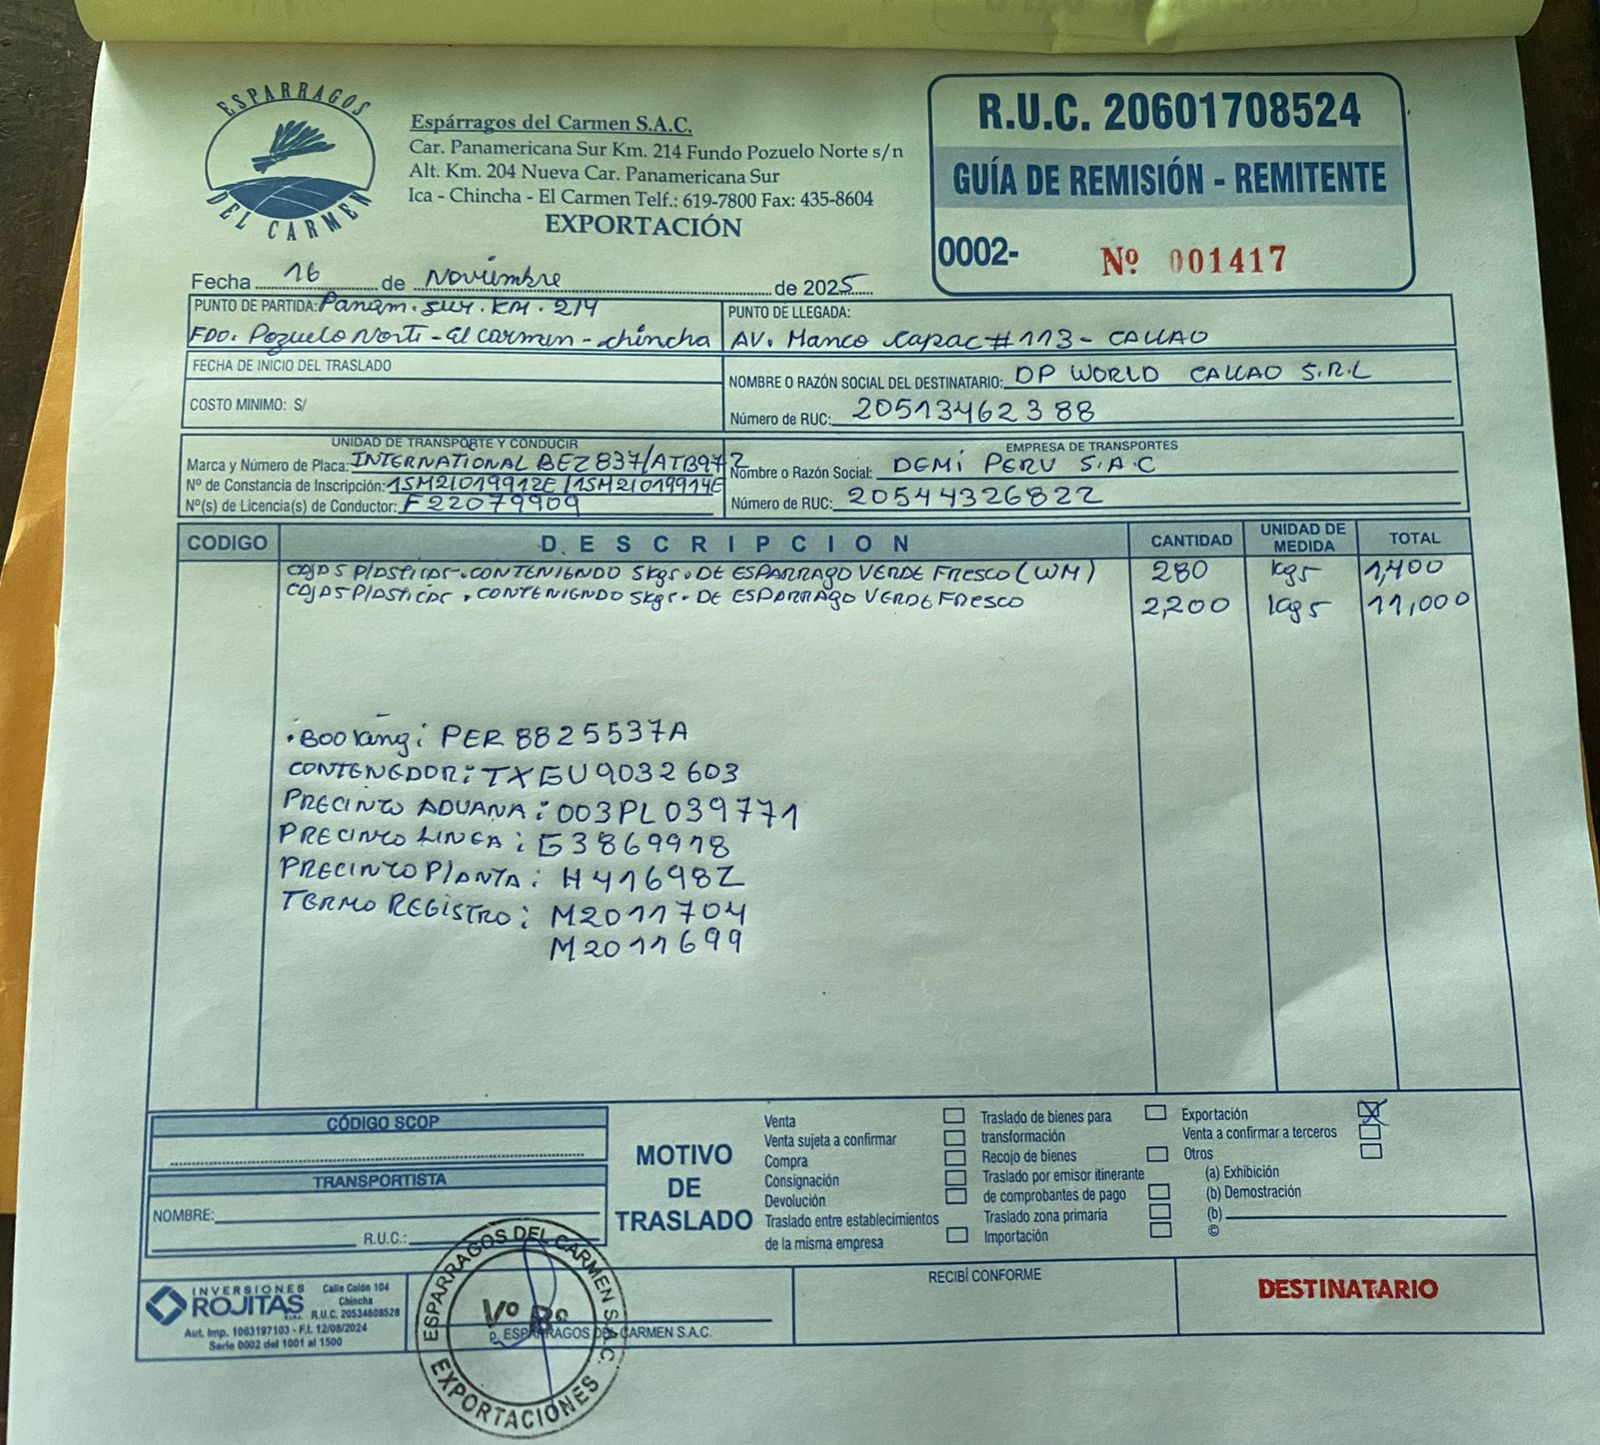 ESPARRAGOS
DEL CARMEN
Espárragos del Carmen S.A.C.
Car. Panamericana Sur Km. 214 Fundo Pozuelo Norte s/n
Alt. Km. 204 Nueva Car. Panamericana Sur
Ica - Chincha - El Carmen Telf.: 619-7800 Fax: 435-8604
EXPORTACIÓN
R.U.C. 20601708524
GUÍA DE REMISIÓN - REMITENTE
0002- Nº 001417
Fecha 16 de Noviembre de 2025
PUNTO DE PARTIDA: Panam. sur. KM. 214
FDO. Pozuelo Norte - El Carmen - chincha
PUNTO DE LLEGADA:
AV. Manco Capac # 113 - CALLAO
FECHA DE INICIO DEL TRASLADO
COSTO MINIMO: S/
NOMBRE O RAZÓN SOCIAL DEL DESTINATARIO: DP WORLD CALLAO S.R.L
Número de RUC: 20513462388
UNIDAD DE TRANSPORTE Y CONDUCIR
Marca y Número de Placa: INTERNATIONAL BEZ837/ATB972
Nº de Constancia de Inscripción: 15M21019912E/15M21019914E
Nº(s) de Licencia(s) de Conductor: F22079909
EMPRESA DE TRANSPORTES
Nombre o Razón Social: DEMI PERU S.A.C
Número de RUC: 20544326822
CODIGO DESCRIPCION CANTIDAD UNIDAD DE MEDIDA TOTAL
CAJAS PLASTICAS. CONTENIENDO 5kgs. DE ESPARRAGO VERDE FRESCO (WM) 280 kgs 1,400
CAJAS PLASTICAS. CONTENIENDO 5kgs. DE ESPARRAGO VERDE FRESCO 2,200 kgs 11,000
. Booking: PER8825537A
CONTENEDOR: TXGU9032603
PRECINTO ADUANA: 003PL039771
PRECINTO LINEA: G3869978
PRECINTO PLANTA: H416982
TERMO REGISTRO: M2011704
M2011699
CÓDIGO SCOP
TRANSPORTISTA
NOMBRE:
R.U.C.:
MOTIVO
DE
TRASLADO
Venta
Venta sujeta a confirmar
Compra
Consignación
Devolución
Traslado entre establecimientos
de la misma empresa
Traslado de bienes para
transformación
Recojo de bienes
Traslado por emisor itinerante
de comprobantes de pago
Traslado zona primaria
Importación
Exportación X
Venta a confirmar a terceros
Otros
(a) Exhibición
(b) Demostración
(b)
©
INVERSIONES
ROJITAS
Calle Colón 104
Chincha
R.U.C. 20534808528
Aut. Imp. 1063197103 - F.I. 12/08/2024
Serie 0002 del 1001 al 1500
ESPARRAGOS DEL CARMEN S.A.C.
Vº Bº
EXPORTACIONES
p. ESPÁRRAGOS DEL CARMEN S.A.C.
RECIBÍ CONFORME
DESTINATARIO